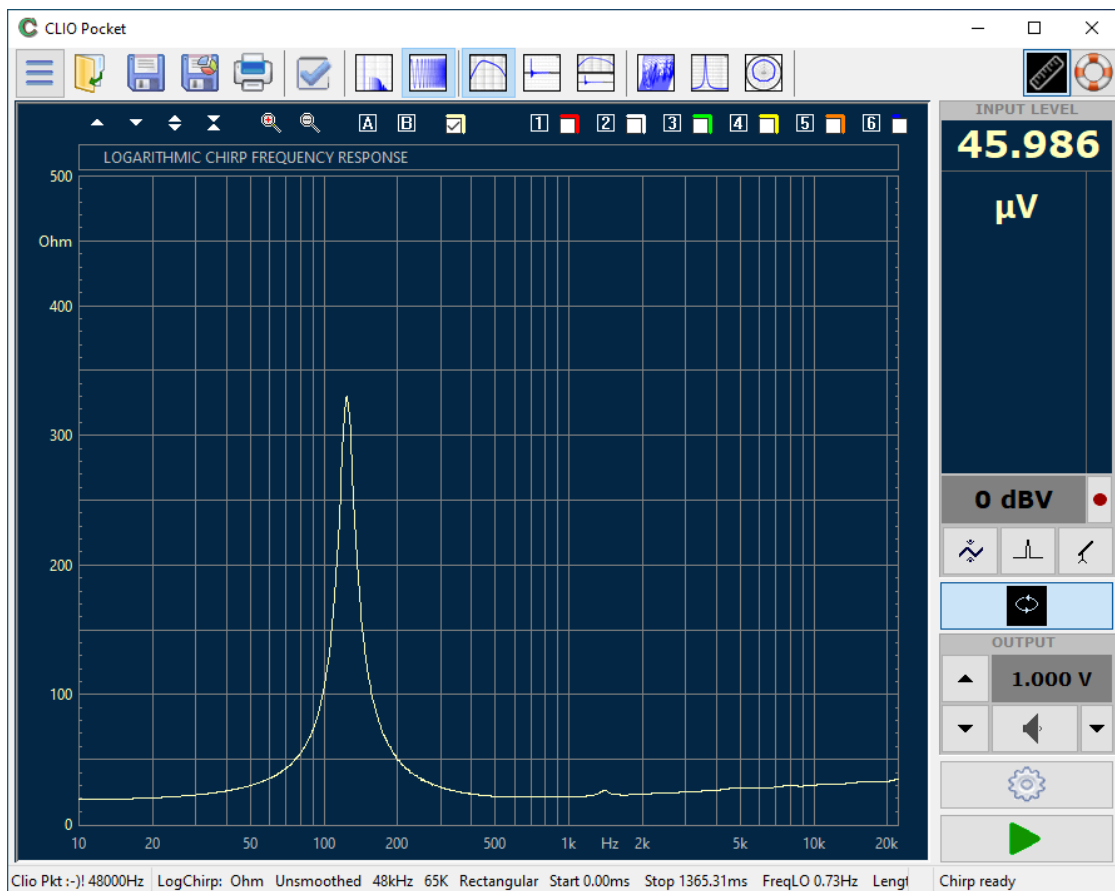 CLIO Pocket
INPUT LEVEL
45.986
µV
A B 1 2 3 4 5 6
LOGARITHMIC CHIRP FREQUENCY RESPONSE
500
Ohm
400
300
200
100
0
10 20 50 100 200 500 1k Hz 2k 5k 10k 20k
0 dBV
OUTPUT
1.000 V
Clio Pkt :-)! 48000Hz LogChirp: Ohm Unsmoothed 48kHz 65K Rectangular Start 0.00ms Stop 1365.31ms FreqLO 0.73Hz Lengt Chirp ready